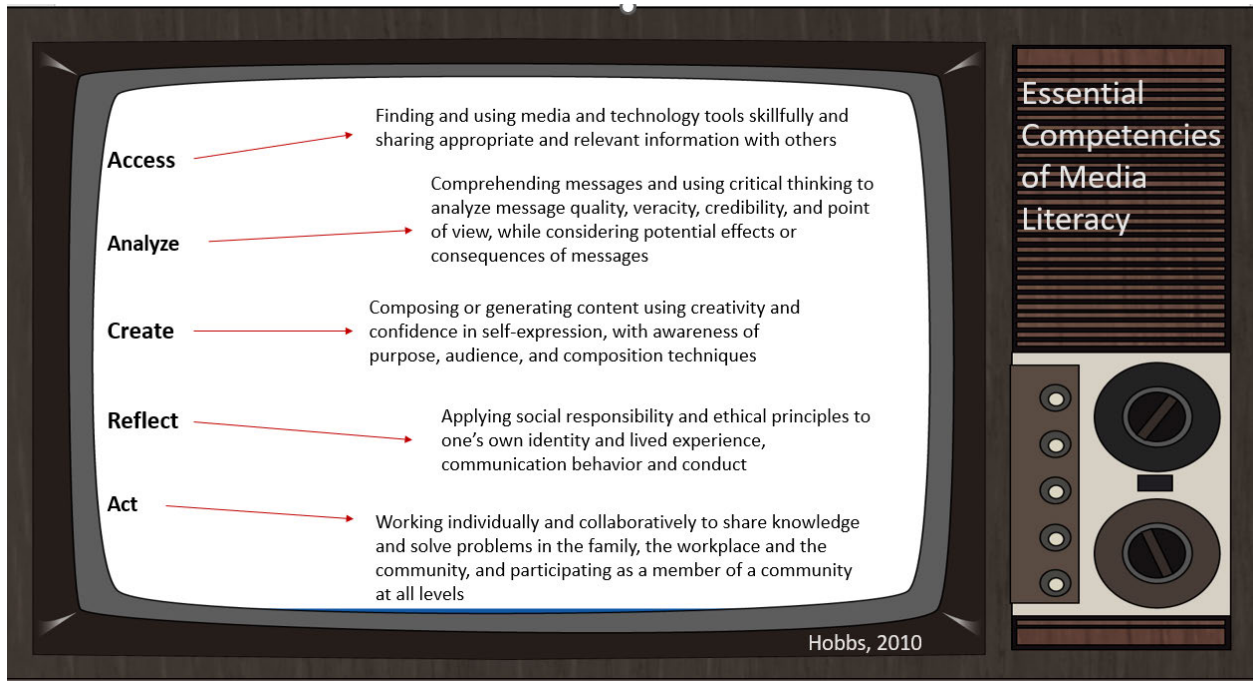 Essential
Competencies
of Media
Literacy
Access
Finding and using media and technology tools skillfully and
sharing appropriate and relevant information with others
Analyze
Comprehending messages and using critical thinking to
analyze message quality, veracity, credibility, and point
of view, while considering potential effects or
consequences of messages
Create
Composing or generating content using creativity and
confidence in self-expression, with awareness of
purpose, audience, and composition techniques
Reflect
Applying social responsibility and ethical principles to
one’s own identity and lived experience,
communication behavior and conduct
Act
Working individually and collaboratively to share knowledge
and solve problems in the family, the workplace and the
community, and participating as a member of a community
at all levels
Hobbs, 2010